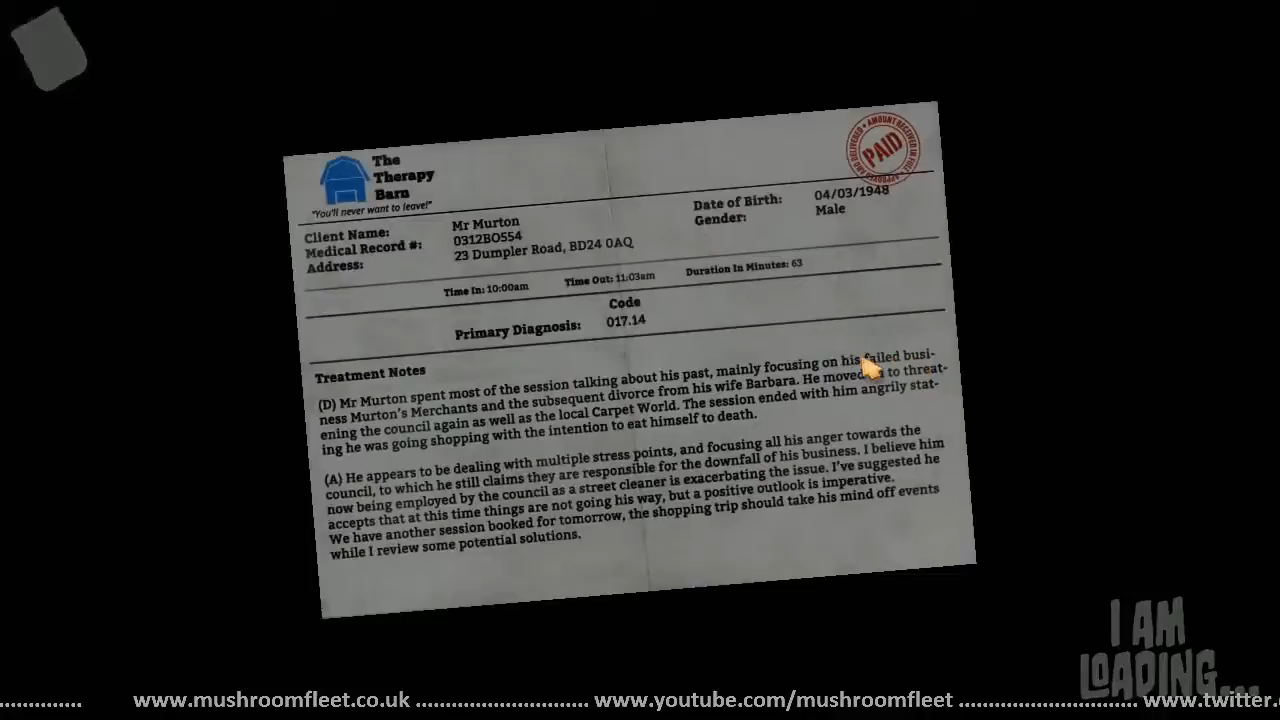 The
Therapy
Barn
"You'll never want to leave!"
AMOUNT RECEIVED IN FULL
PAID
APPROVED AND DELIVERED
Client Name: Mr Murton
Medical Record #: 0312BO554
Address: 23 Dumpler Road, BD24 0AQ
Date of Birth: 04/03/1948
Gender: Male
Time In: 10:00am Time Out: 11:03am Duration In Minutes: 63
Code
Primary Diagnosis: 017.14
Treatment Notes
(D) Mr Murton spent most of the session talking about his past, mainly focusing on his failed busi-
ness Murton's Merchants and the subsequent divorce from his wife Barbara. He moved to threat-
ening the council again as well as the local Carpet World. The session ended with him angrily stat-
ing he was going shopping with the intention to eat himself to death.
(A) He appears to be dealing with multiple stress points, and focusing all his anger towards the
council, to which he still claims they are responsible for the downfall of his business. I believe him
now being employed by the council as a street cleaner is exacerbating the issue. I've suggested he
accepts that at this time things are not going his way, but a positive outlook is imperative.
We have another session booked for tomorrow, the shopping trip should take his mind off events
while I review some potential solutions.
I AM
LOADING...
.............. www.mushroomfleet.co.uk ............................. www.youtube.com/mushroomfleet ............................. www.twitter.